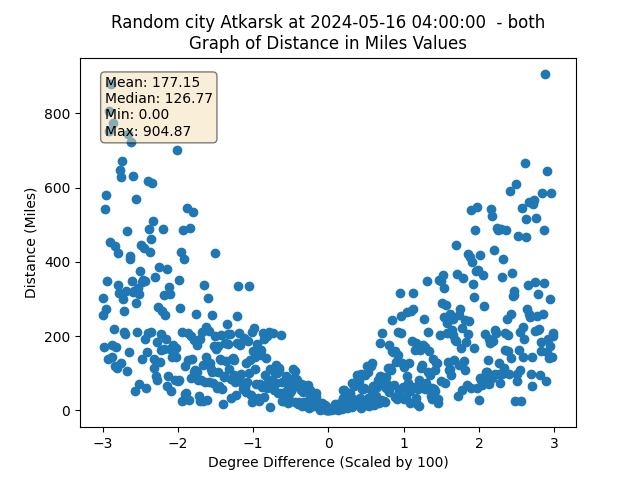 Random city Atkarsk at 2024-05-16 04:00:00  - both
Graph of Distance in Miles Values
Mean: 177.15
Median: 126.77
Min: 0.00
Max: 904.87
800
600
400
200
0
Distance (Miles)
−3 −2 −1 0 1 2 3
Degree Difference (Scaled by 100)